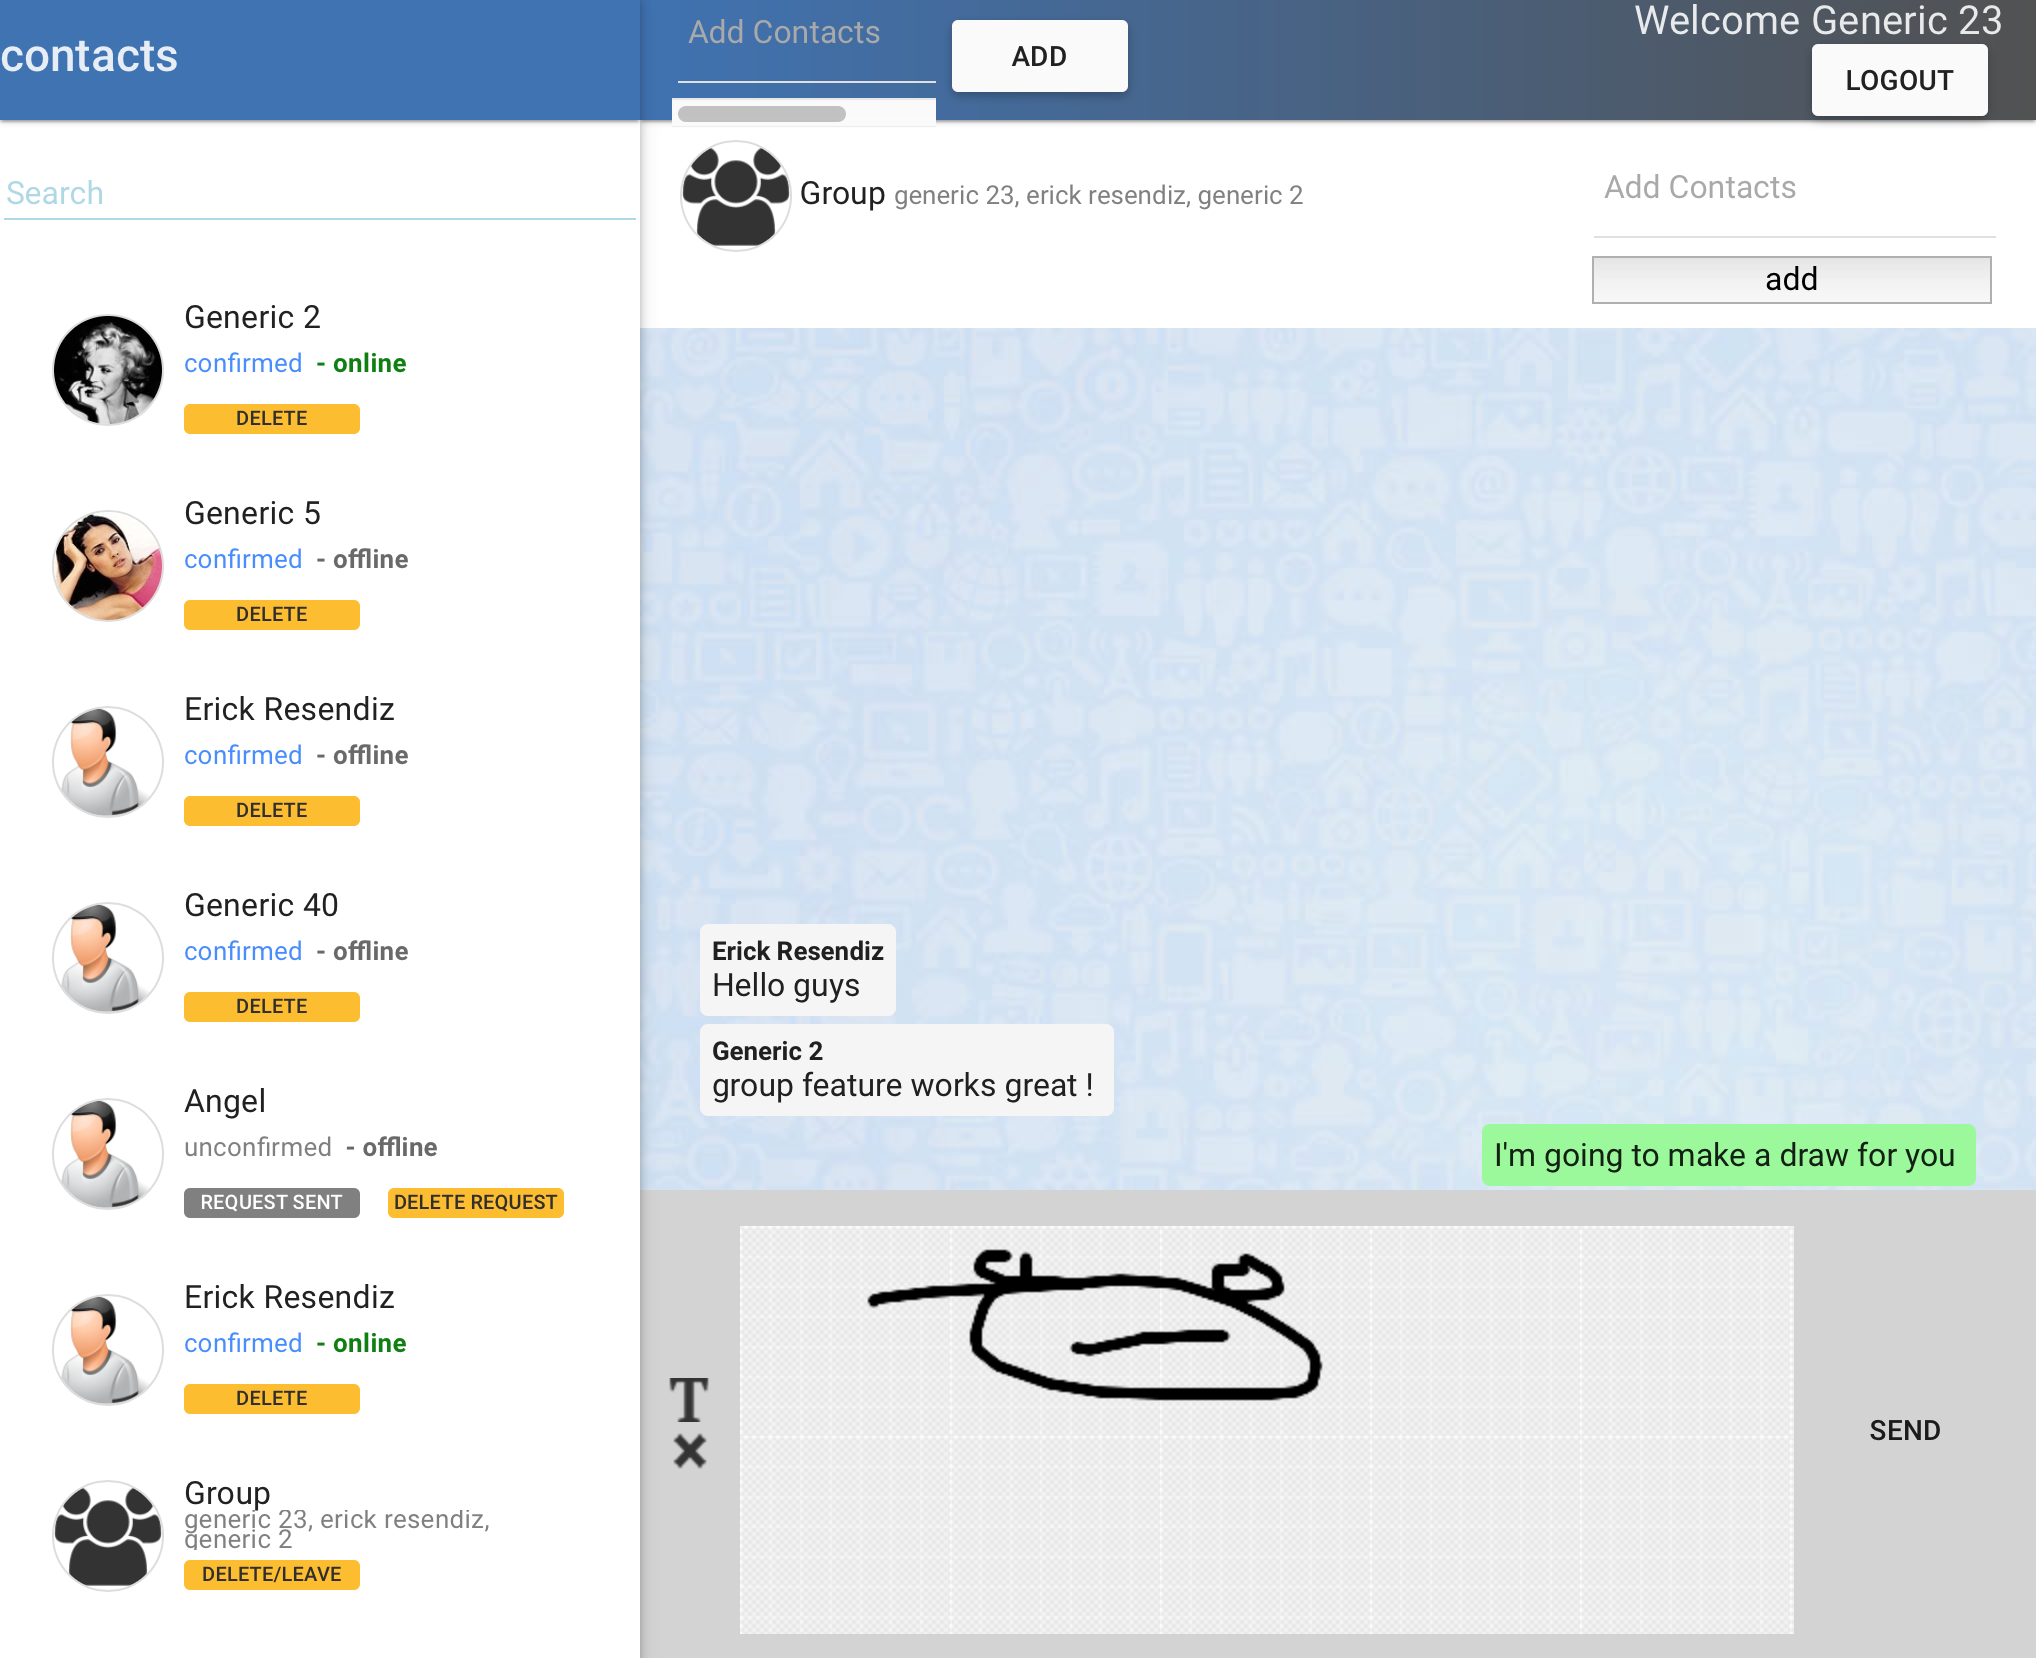 contacts
Add Contacts
ADD
Welcome Generic 23
LOGOUT
Search
Generic 2
confirmed - online
DELETE
Generic 5
confirmed - offline
DELETE
Erick Resendiz
confirmed - offline
DELETE
Generic 40
confirmed - offline
DELETE
Angel
unconfirmed - offline
REQUEST SENT DELETE REQUEST
Erick Resendiz
confirmed - online
DELETE
Group
generic 23, erick resendiz,
generic 2
DELETE/LEAVE
Group generic 23, erick resendiz, generic 2
Add Contacts
add
Erick Resendiz
Hello guys
Generic 2
group feature works great !
I'm going to make a draw for you
T
SEND